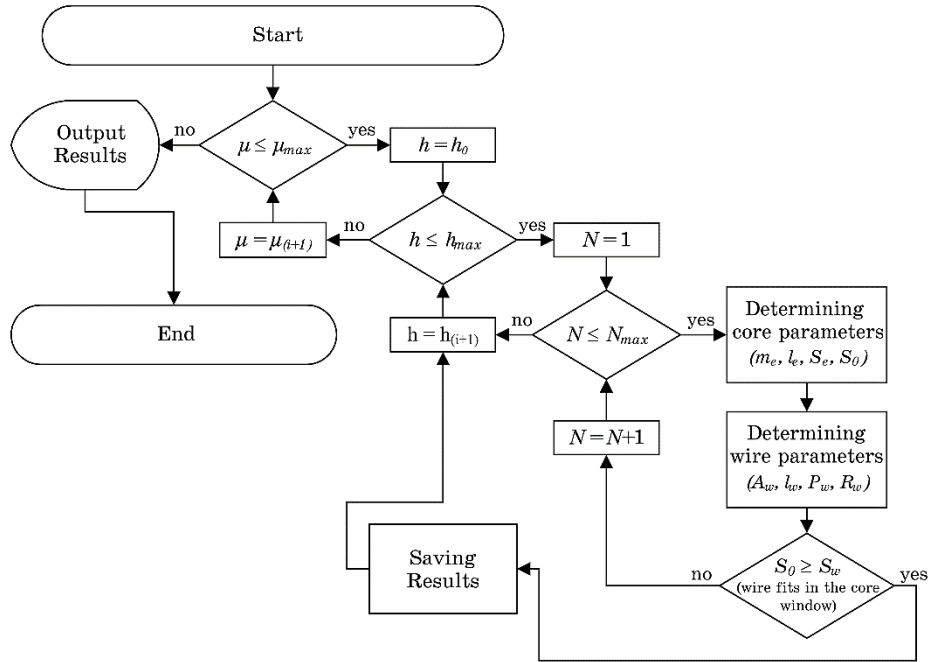 Start
Output
Results
no
μ ≤ μmax
yes
h = h0
μ = μ(i+1)
no
h ≤ hmax
yes
N = 1
End
h = h(i+1)
no
N ≤ Nmax
yes
Determining
core parameters
(me, le, Se, S0)
N = N+1
Determining
wire parameters
(Aw, lw, Pw, Rw)
Saving
Results
no
S0 ≥ Sw
(wire fits in the core
window)
yes